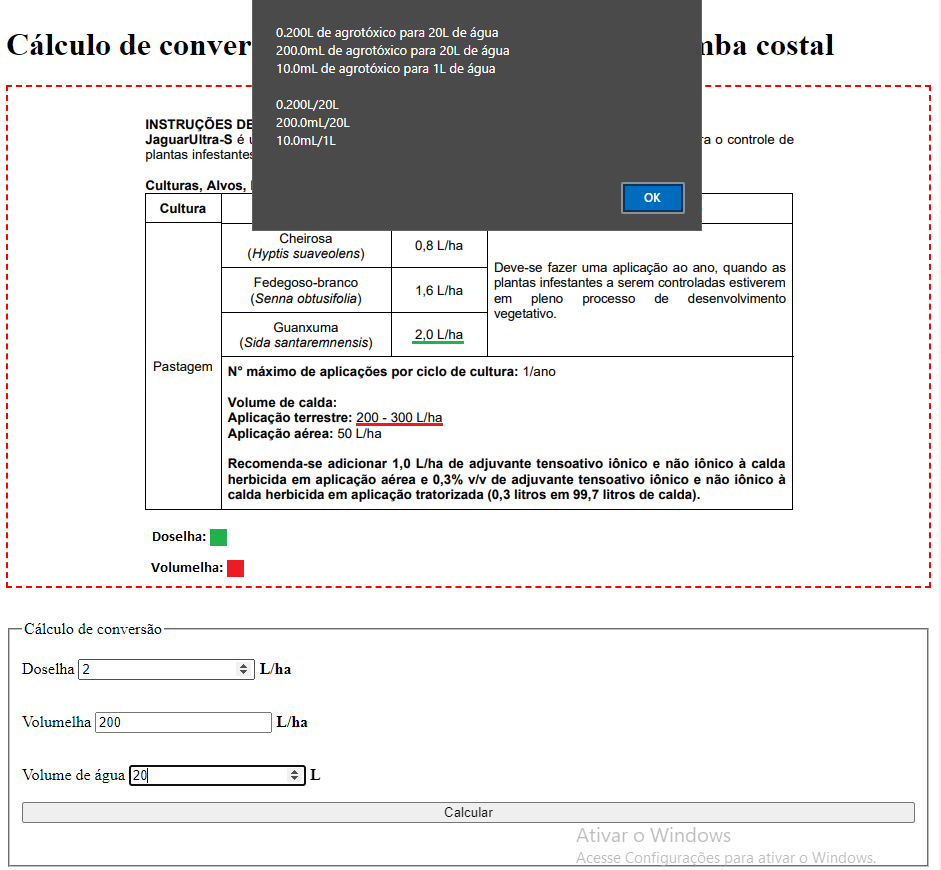 0.200L de agrotóxico para 20L de água
200.0mL de agrotóxico para 20L de água
10.0mL de agrotóxico para 1L de água
0.200L/20L
200.0mL/20L
10.0mL/1L
OK
Cálculo de conver mba costal
INSTRUÇÕES DE
JaguarUltra-S é ra o controle de
plantas infestantes
Culturas, Alvos,
Cultura
Pastagem
Cheirosa
(Hyptis suaveolens)
0,8 L/ha
Fedegoso-branco
(Senna obtusifolia)
1,6 L/ha
Guanxuma
(Sida santaremnensis)
2,0 L/ha
Deve-se fazer uma aplicação ao ano, quando as
plantas infestantes a serem controladas estiverem
em pleno processo de desenvolvimento
vegetativo.
N° máximo de aplicações por ciclo de cultura: 1/ano
Volume de calda:
Aplicação terrestre: 200 - 300 L/ha
Aplicação aérea: 50 L/ha
Recomenda-se adicionar 1,0 L/ha de adjuvante tensoativo iônico e não iônico à calda
herbicida em aplicação aérea e 0,3% v/v de adjuvante tensoativo iônico e não iônico à
calda herbicida em aplicação tratorizada (0,3 litros em 99,7 litros de calda).
Doselha:
Volumelha:
Cálculo de conversão
Doselha 2 L/ha
Volumelha 200 L/ha
Volume de água 20 L
Calcular
Ativar o Windows
Acesse Configurações para ativar o Windows.